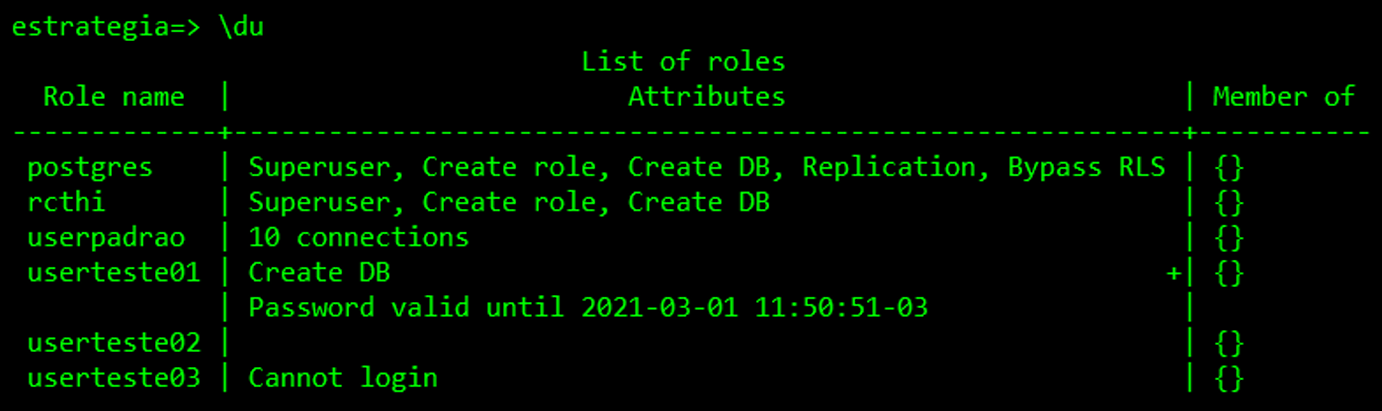 estrategia=> \du
List of roles
Role name | Attributes | Member of
-------------+-----------------------------------------------------------------+-----------
postgres | Superuser, Create role, Create DB, Replication, Bypass RLS | {}
rcthi | Superuser, Create role, Create DB | {}
userpadrao | 10 connections | {}
userteste01 | Create DB +| {}
| Password valid until 2021-03-01 11:50:51-03 |
userteste02 | | {}
userteste03 | Cannot login | {}